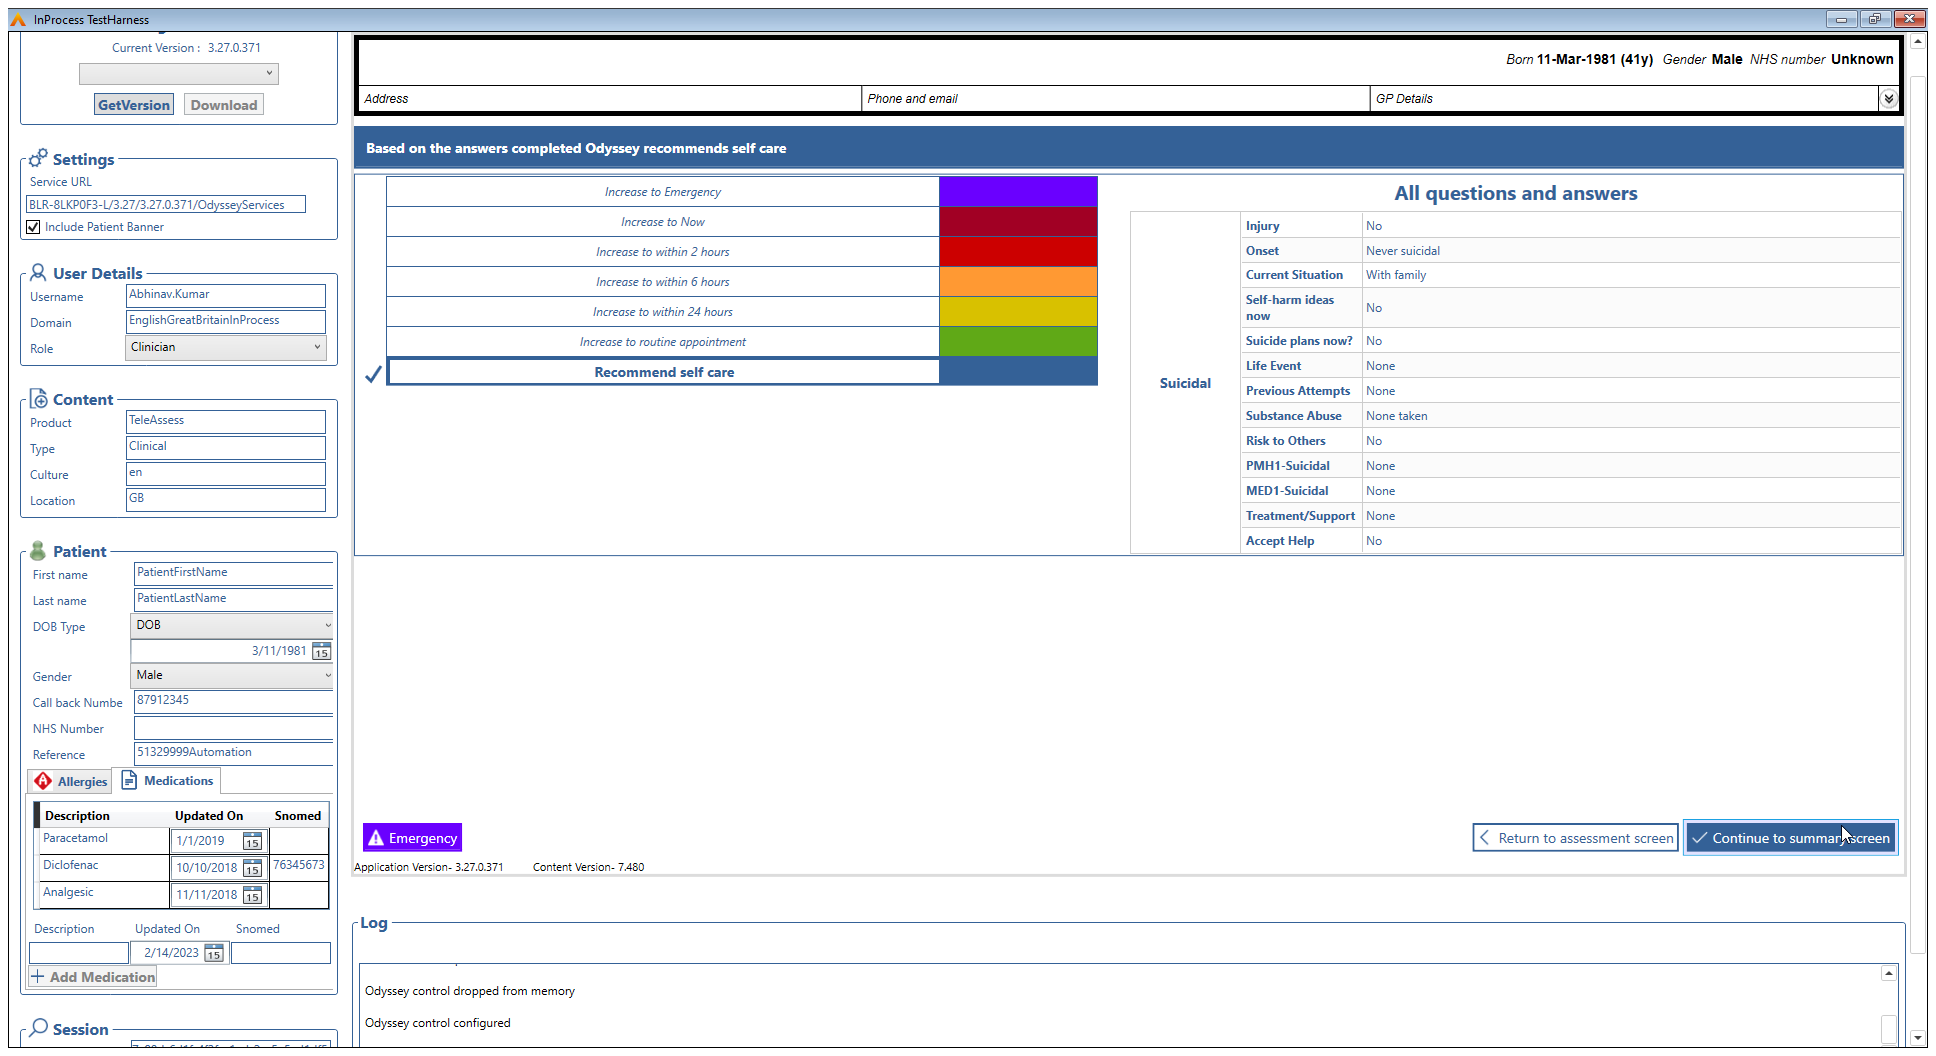 InProcess TestHarness
Current Version : 3.27.0.371
GetVersion
Download
Settings
Service URL
BLR-8LKP0F3-L/3.27/3.27.0.371/OdysseyServices
Include Patient Banner
User Details
Username Abhinav.Kumar
Domain EnglishGreatBritainInProcess
Role Clinician
Content
Product TeleAssess
Type Clinical
Culture en
Location GB
Patient
First name PatientFirstName
Last name PatientLastName
DOB Type DOB
3/11/1981 15
Gender Male
Call back Numbe 87912345
NHS Number
Reference 51329999Automation
Allergies Medications
Description Updated On Snomed
Paracetamol 1/1/2019 15
Diclofenac 10/10/2018 15 76345673
Analgesic 11/11/2018 15
Description Updated On Snomed
2/14/2023 15
Add Medication
Session
Born 11-Mar-1981 (41y) Gender Male NHS number Unknown
Address Phone and email GP Details
Based on the answers completed Odyssey recommends self care
Increase to Emergency
Increase to Now
Increase to within 2 hours
Increase to within 6 hours
Increase to within 24 hours
Increase to routine appointment
Recommend self care
All questions and answers
Suicidal
Injury No
Onset Never suicidal
Current Situation With family
Self-harm ideas
now
No
Suicide plans now? No
Life Event None
Previous Attempts None
Substance Abuse None taken
Risk to Others No
PMH1-Suicidal None
MED1-Suicidal None
Treatment/Support None
Accept Help No
Emergency
Return to assessment screen
Continue to summary screen
Application Version- 3.27.0.371 Content Version- 7.480
Log
Odyssey control dropped from memory
Odyssey control configured